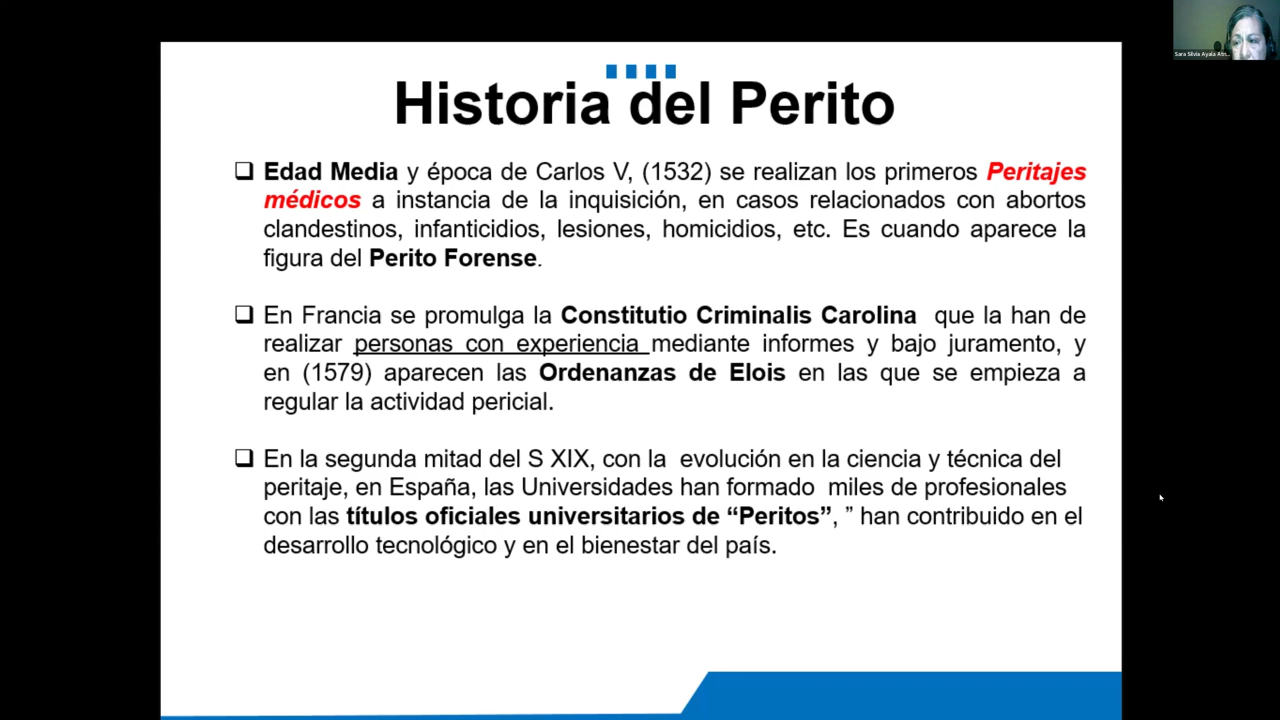 Sara Silvia Ayala Atri...
Historia del Perito
❑ Edad Media y época de Carlos V, (1532) se realizan los primeros Peritajes
médicos a instancia de la inquisición, en casos relacionados con abortos
clandestinos, infanticidios, lesiones, homicidios, etc. Es cuando aparece la
figura del Perito Forense.
❑ En Francia se promulga la Constitutio Criminalis Carolina que la han de
realizar personas con experiencia mediante informes y bajo juramento, y
en (1579) aparecen las Ordenanzas de Elois en las que se empieza a
regular la actividad pericial.
❑ En la segunda mitad del S XIX, con la evolución en la ciencia y técnica del
peritaje, en España, las Universidades han formado miles de profesionales
con las títulos oficiales universitarios de “Peritos”, ” han contribuido en el
desarrollo tecnológico y en el bienestar del país.